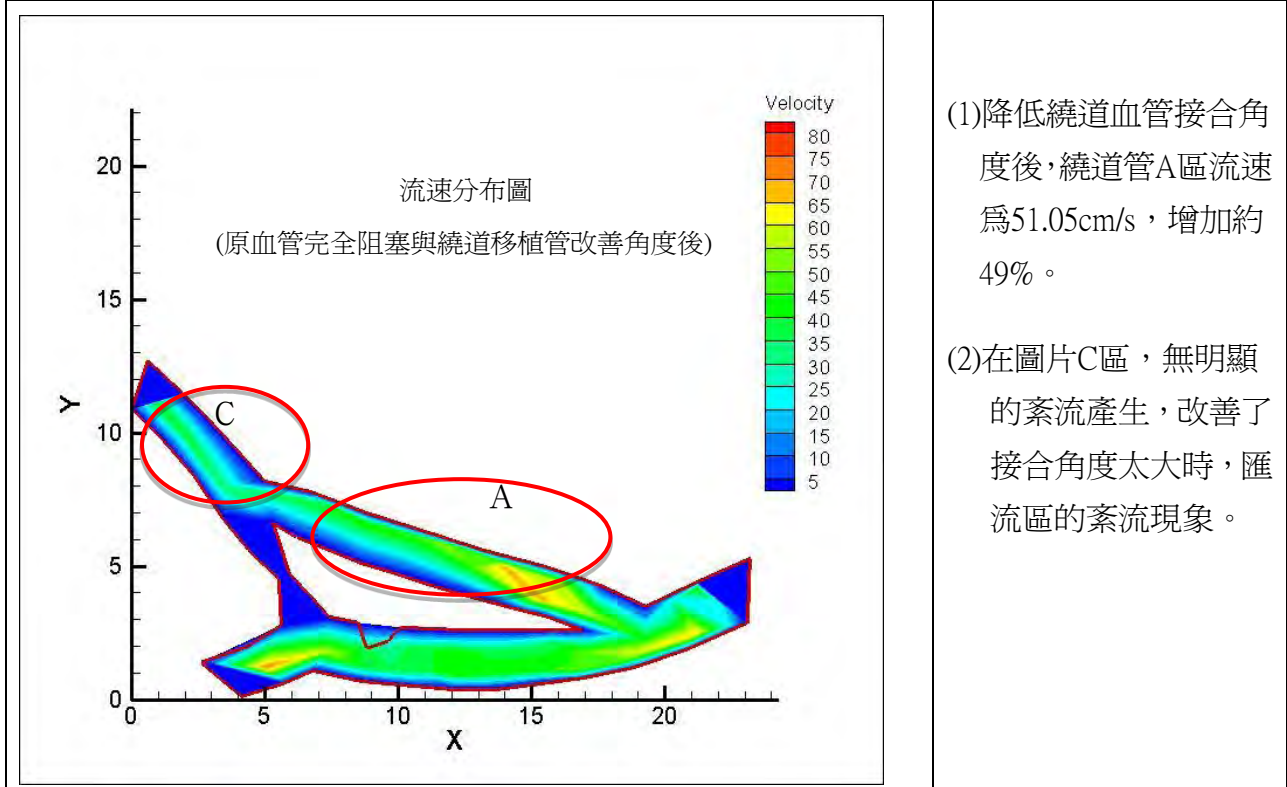 Velocity
80
75
70
65
60
55
50
45
40
35
30
25
20
15
10
5
流速分布圖
(原血管完全阻塞與繞道移植管改善角度後)
20
15
10
5
0
Y
C
A
0
5
10
15
20
X
(1)降低繞道血管接合角
度後,繞道管A區流速
為51.05cm/s,增加約
49%。
(2)在圖片C區,無明顯
的紊流產生,改善了
接合角度太大時,匯
流區的紊流現象。